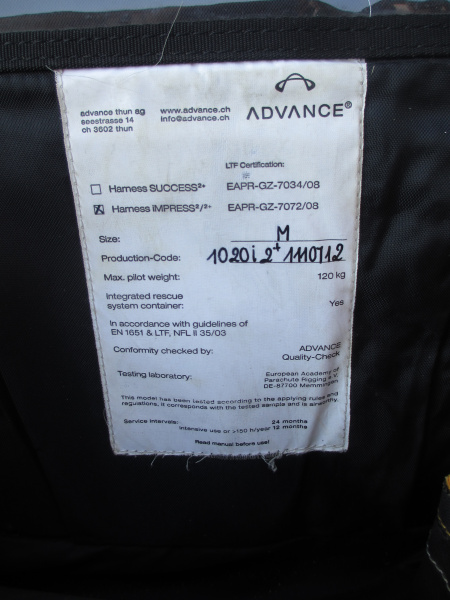 advance thun ag www.advance.ch
seestrasse 14 info@advance.ch
ch 3602 thun
ADVANCE®
LTF Certification:
Harness SUCCESS²⁺ EAPR-GZ-7034/08
Harness IMPRESS²/²⁺ EAPR-GZ-7072/08
Size: M
Production-Code: 1020i2+1110712
Max. pilot weight: 120 kg
Integrated rescue
system container: Yes
In accordance with guidelines of
EN 1651 & LTF, NFL II 35/03
Conformity checked by: ADVANCE
Quality-Check
Testing laboratory: European Academy of
Parachute Rigging e.V.
DE-87700 Memmingen
This model has been tested according to the applying rules and
regulations. It corresponds with the tested sample and is airworthy.
Service Intervals: 24 months
intensive use or >150 h/year 12 months
Read manual before use!